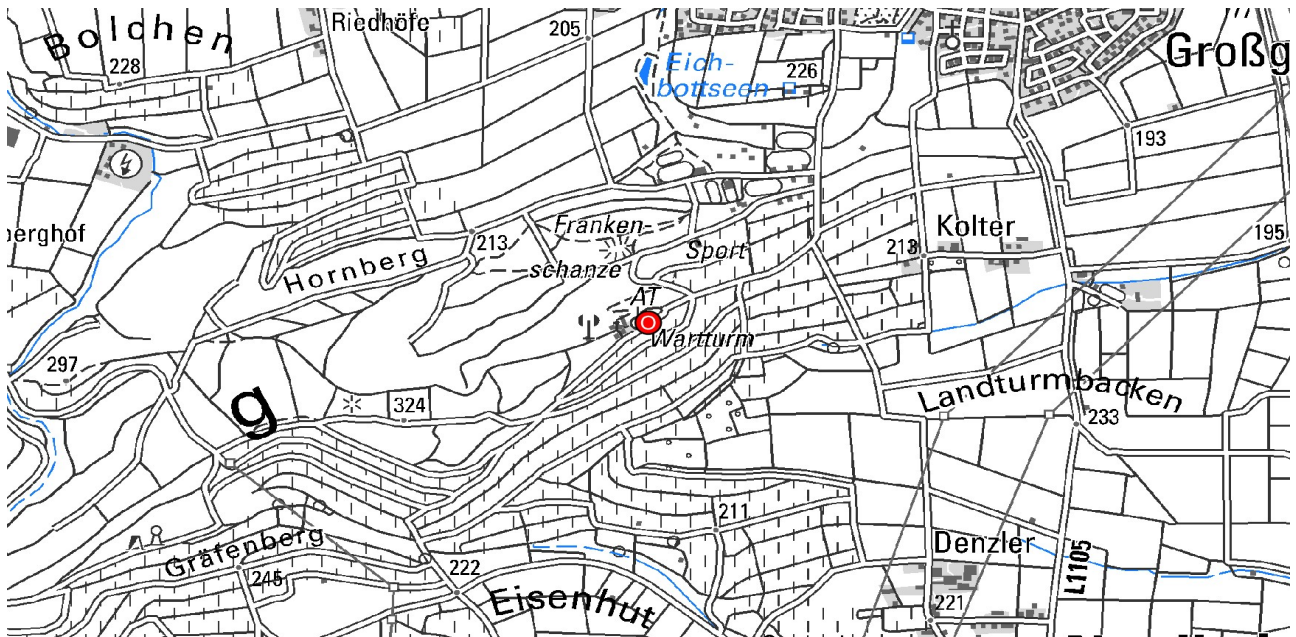 Bolchen
Riedhöfe
205
Großg
228
Eich-
bottseen
226
193
erghof
213
Franken-
schanze
Sport
213
Kolter
195
Hornberg
AT
Wartturm
297
324
g
Landturmbacken
233
211
Gräfenberg
245
222
Eisenhut
Denzler
221
L1105